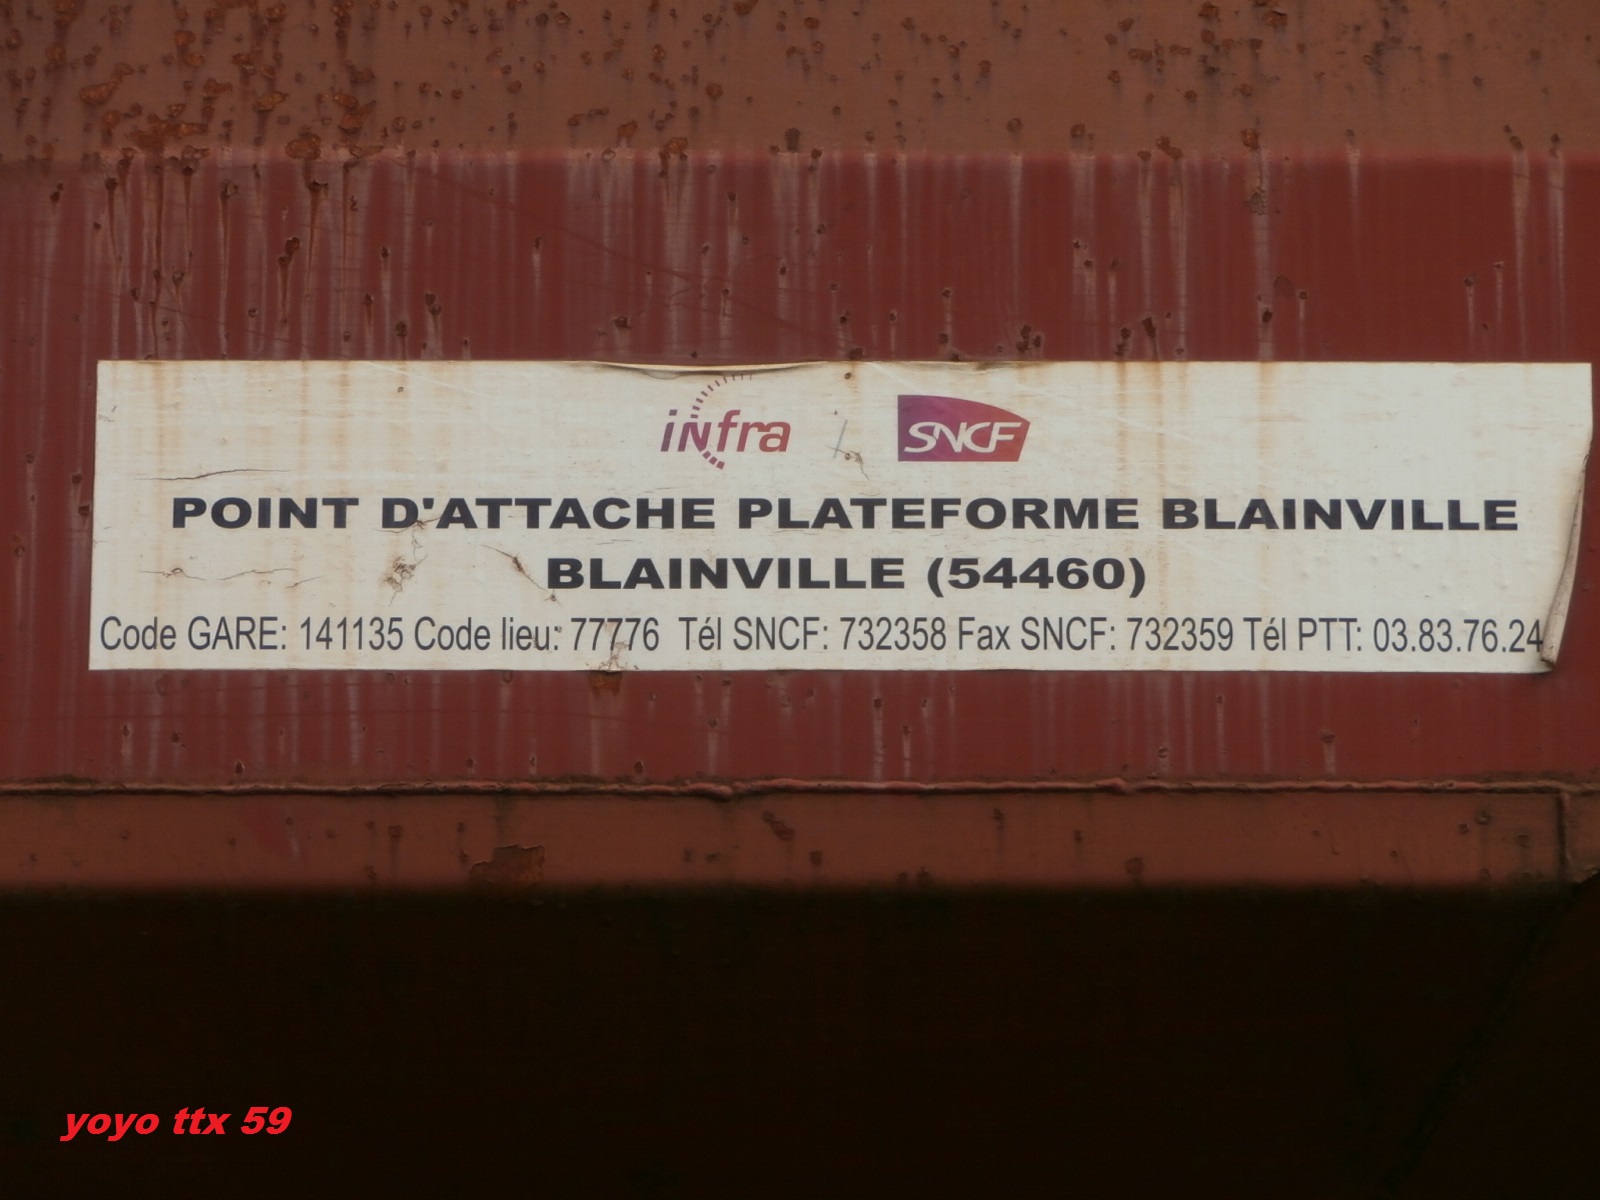 infra SNCF
POINT D'ATTACHE PLATEFORME BLAINVILLE
BLAINVILLE (54460)
Code GARE: 141135 Code lieu: 77776 Tél SNCF: 732358 Fax SNCF: 732359 Tél PTT: 03.83.76.24
yoyo ttx 59